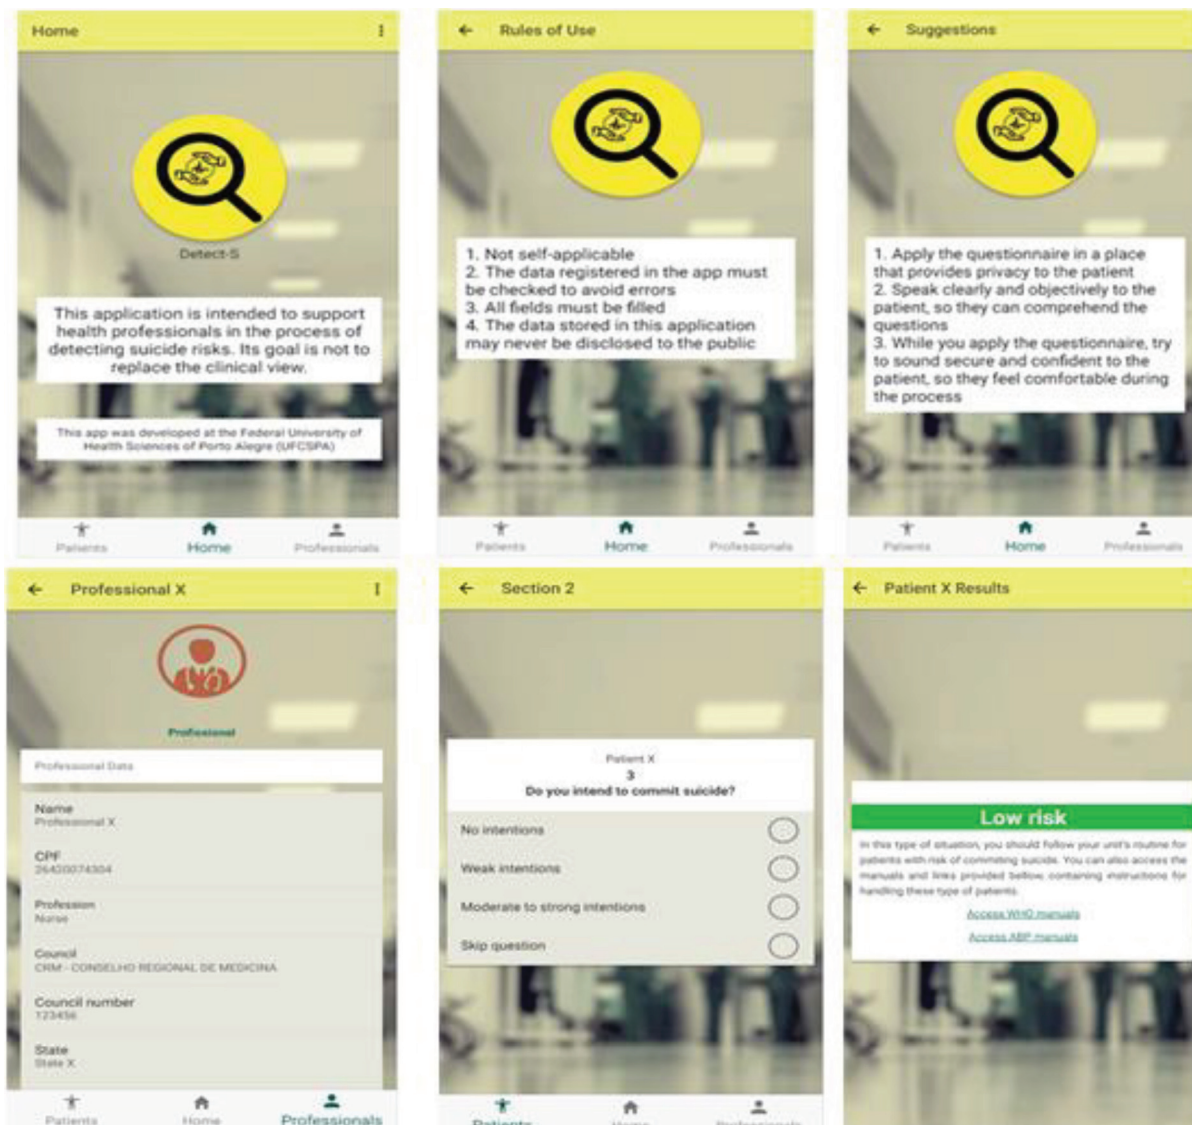 Home
Detect-S
This application is intended to support
health professionals in the process of
detecting suicide risks. Its goal is not to
replace the clinical view.
This app was developed at the Federal University of
Health Sciences of Porto Alegre (UFCSPA)
Patients
Home
Professionals
Rules of Use
1. Not self-applicable
2. The data registered in the app must
be checked to avoid errors
3. All fields must be filled
4. The data stored in this application
may never be disclosed to the public
Patients
Home
Professionals
Suggestions
1. Apply the questionnaire in a place
that provides privacy to the patient
2. Speak clearly and objectively to the
patient, so they can comprehend the
questions
3. While you apply the questionnaire, try
to sound secure and confident to the
patient, so they feel comfortable during
the process
Patients
Home
Professionals
Professional X
Professional
Professional Data
Name
Professional X
CPF
26420074304
Profession
Nurse
Council
CRM - CONSELHO REGIONAL DE MEDICINA
Council number
123456
State
State X
Patients
Home
Professionals
Section 2
Patient X
3
Do you intend to commit suicide?
No intentions
Weak intentions
Moderate to strong intentions
Skip question
Patients
Home
Professionals
Patient X Results
Low risk
In this type of situation, you should follow your unit's routine for
patients with risk of commiting suicide. You can also access the
manuals and links provided bellow, containing instructions for
handling these type of patients.
Access WHO manuals
Access ABP manuals